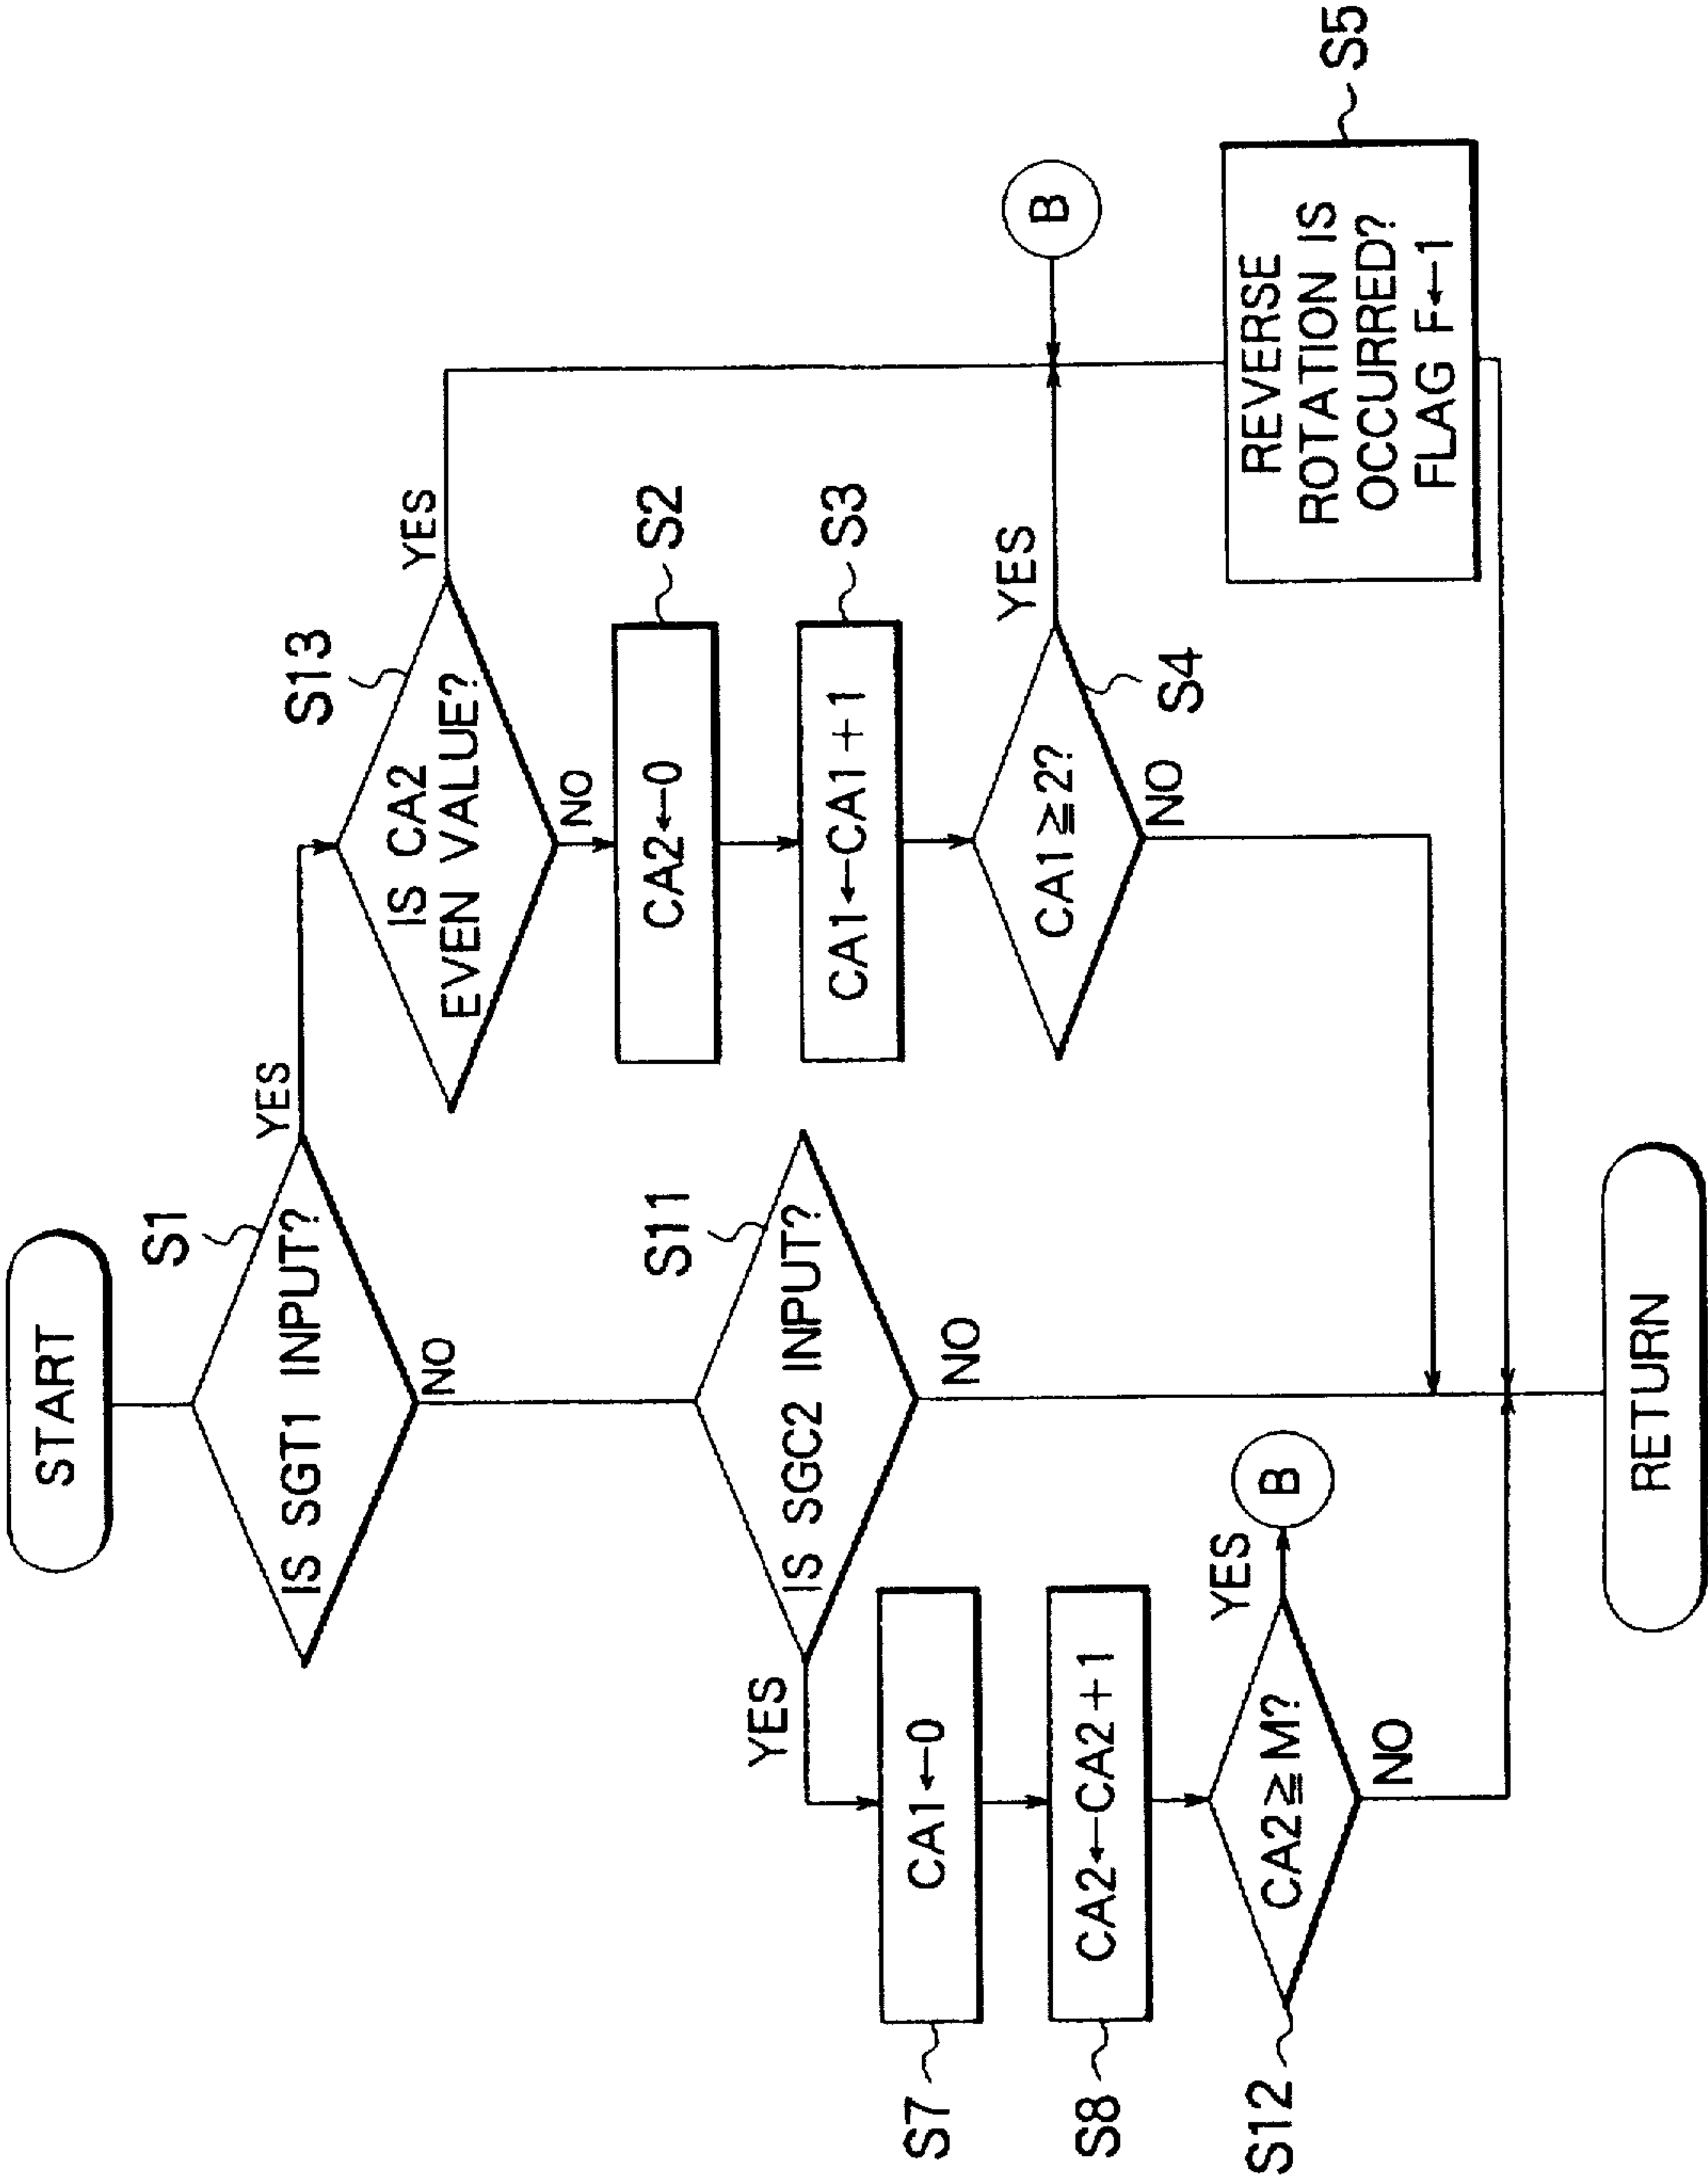 START
S1
IS SGT1 INPUT?
YES
NO
S13
IS CA2
EVEN VALUE?
YES
NO
S2
CA2←0
S3
CA1←CA1+1
CA1≧2?
S4
YES
NO
B
S5
REVERSE
ROTATION IS
OCCURRED?
FLAG F←1
S11
IS SGC2 INPUT?
YES
NO
S7
CA1←0
S8
CA2←CA2+1
S12
CA2≧M?
YES
B
NO
RETURN